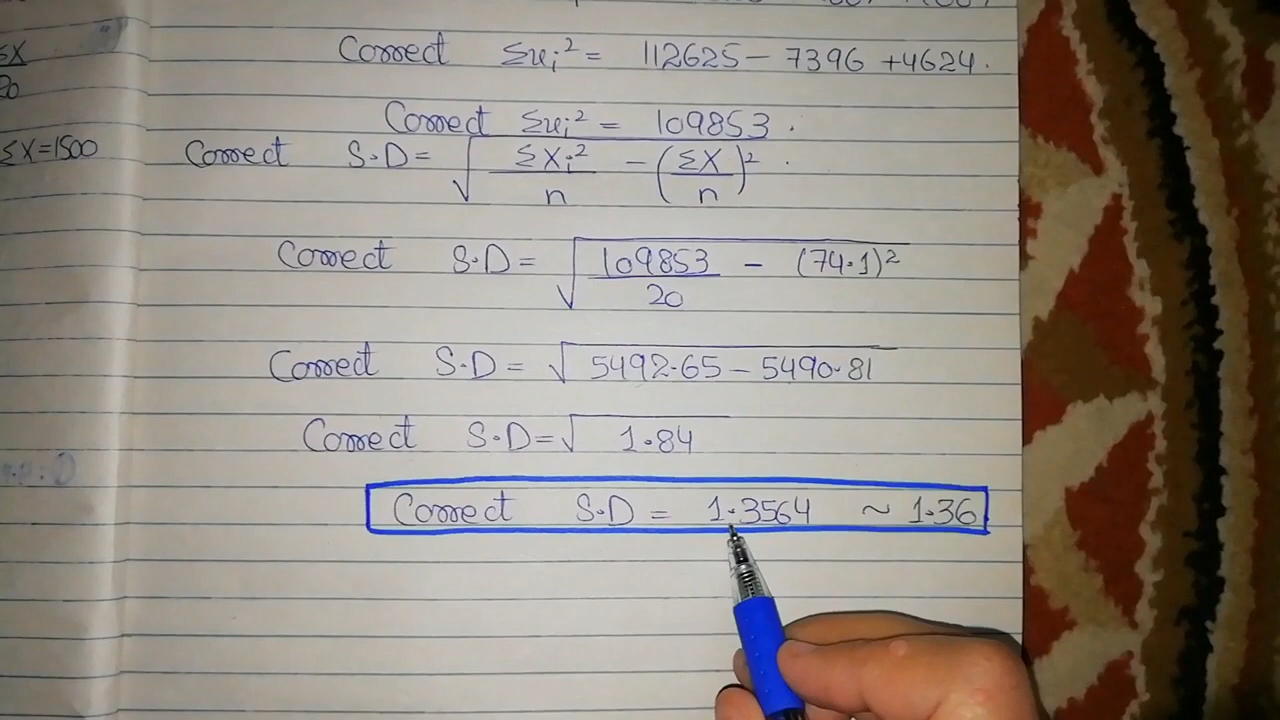 ΣX
20
Correct Σxᵢ² = 112625 – 7396 + 4624.
Correct Σxᵢ² = 109853.
ΣX=1500
Correct S.D = √ ΣXᵢ²/n – (ΣX/n)².
Correct S.D = √ 109853/20 – (74.1)²
Correct S.D = √ 5492.65 – 5490.81
Correct S.D = √ 1.84
Correct S.D = 1.3564 ~ 1.36